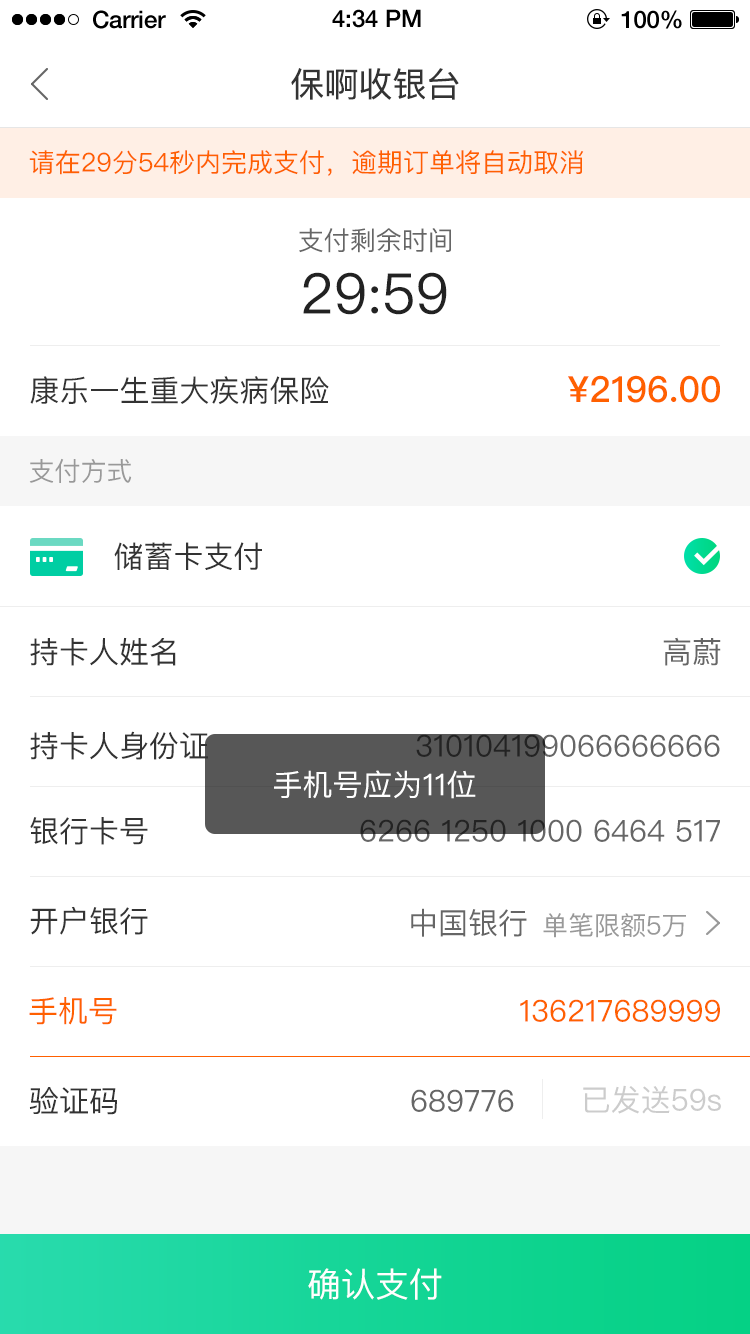 Carrier 4:34 PM 100%
保啊收银台
请在29分54秒内完成支付，逾期订单将自动取消
支付剩余时间
29:59
康乐一生重大疾病保险 ¥2196.00
支付方式
储蓄卡支付
持卡人姓名 高蔚
持卡人身份证 310104199066666666
手机号应为11位
银行卡号 6266 1250 1000 6464 517
开户银行 中国银行 单笔限额5万
手机号 136217689999
验证码 689776 已发送59s
确认支付